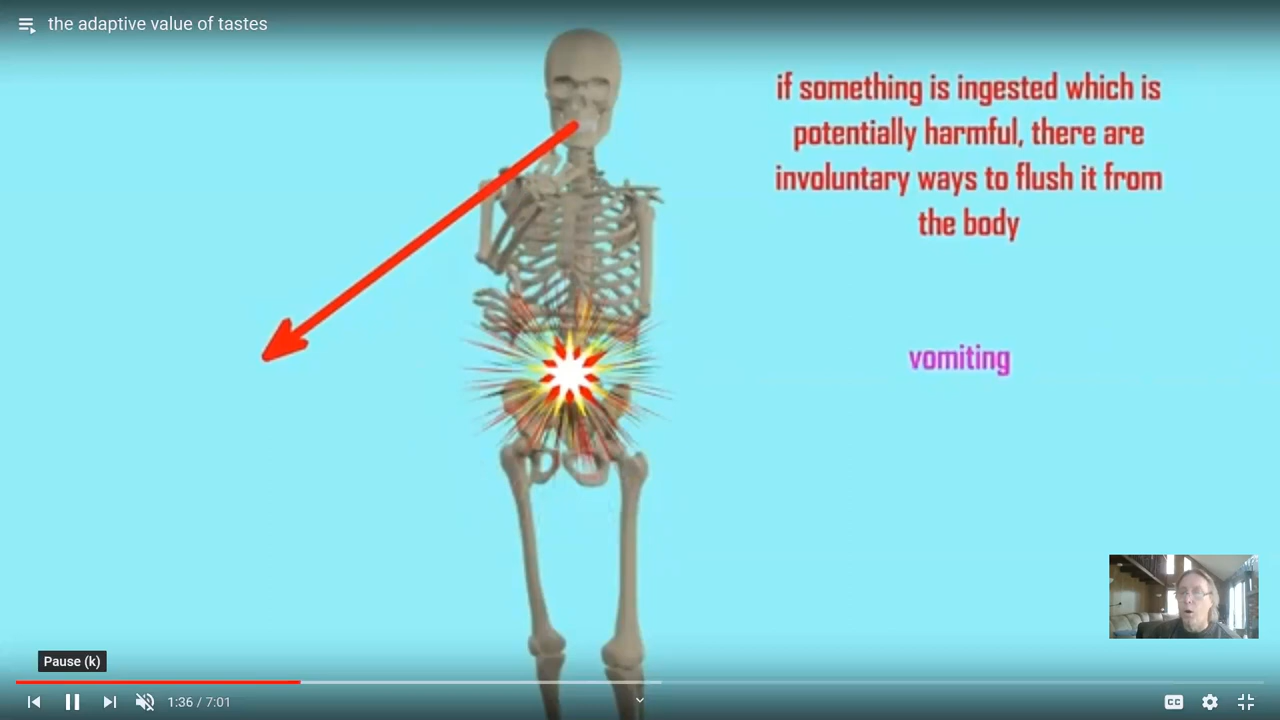 the adaptive value of tastes
if something is ingested which is
potentially harmful, there are
involuntary ways to flush it from
the body
vomiting
Pause (k)
1:36 / 7:01
CC